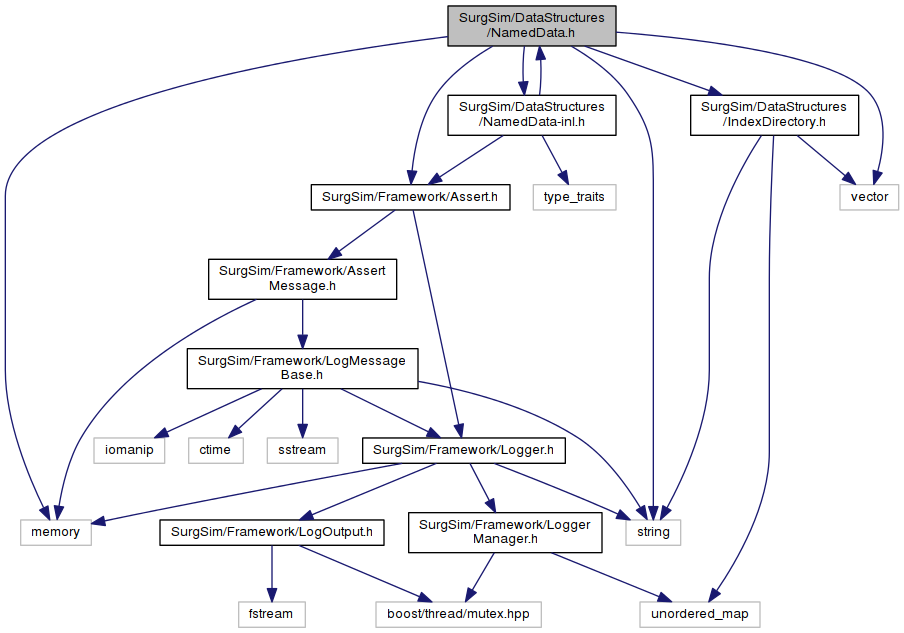 SurgSim/DataStructures
/NamedData.h
SurgSim/DataStructures
/NamedData-inl.h
SurgSim/DataStructures
/IndexDirectory.h
SurgSim/Framework/Assert.h
type_traits
vector
SurgSim/Framework/Assert
Message.h
SurgSim/Framework/LogMessage
Base.h
iomanip
ctime
sstream
SurgSim/Framework/Logger.h
memory
SurgSim/Framework/LogOutput.h
SurgSim/Framework/Logger
Manager.h
string
fstream
boost/thread/mutex.hpp
unordered_map